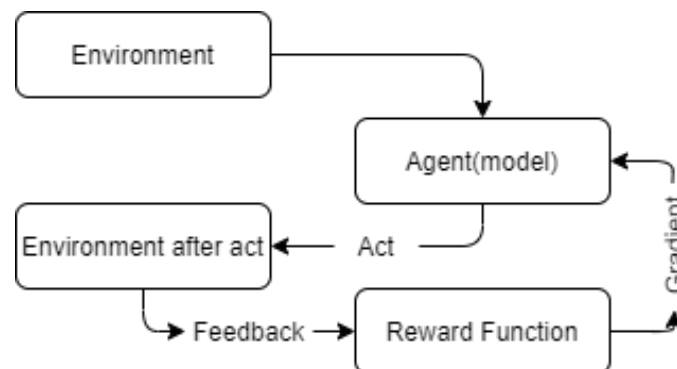 Environment
Agent(model)
Environment after act
Act
Gradient
Feedback
Reward Function